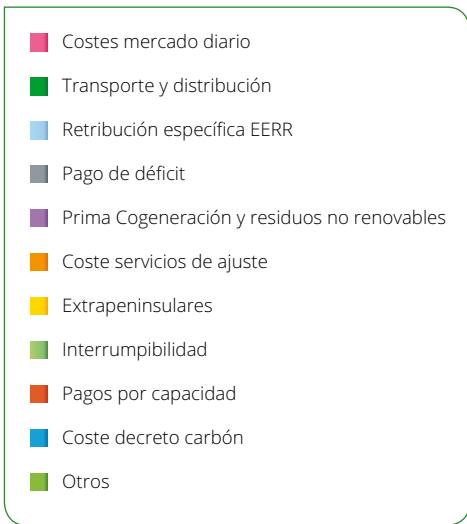 Costes mercado diario
Transporte y distribución
Retribución específica EERR
Pago de déficit
Prima Cogeneración y residuos no renovables
Coste servicios de ajuste
Extrapeninsulares
Interrumpibilidad
Pagos por capacidad
Coste decreto carbón
Otros